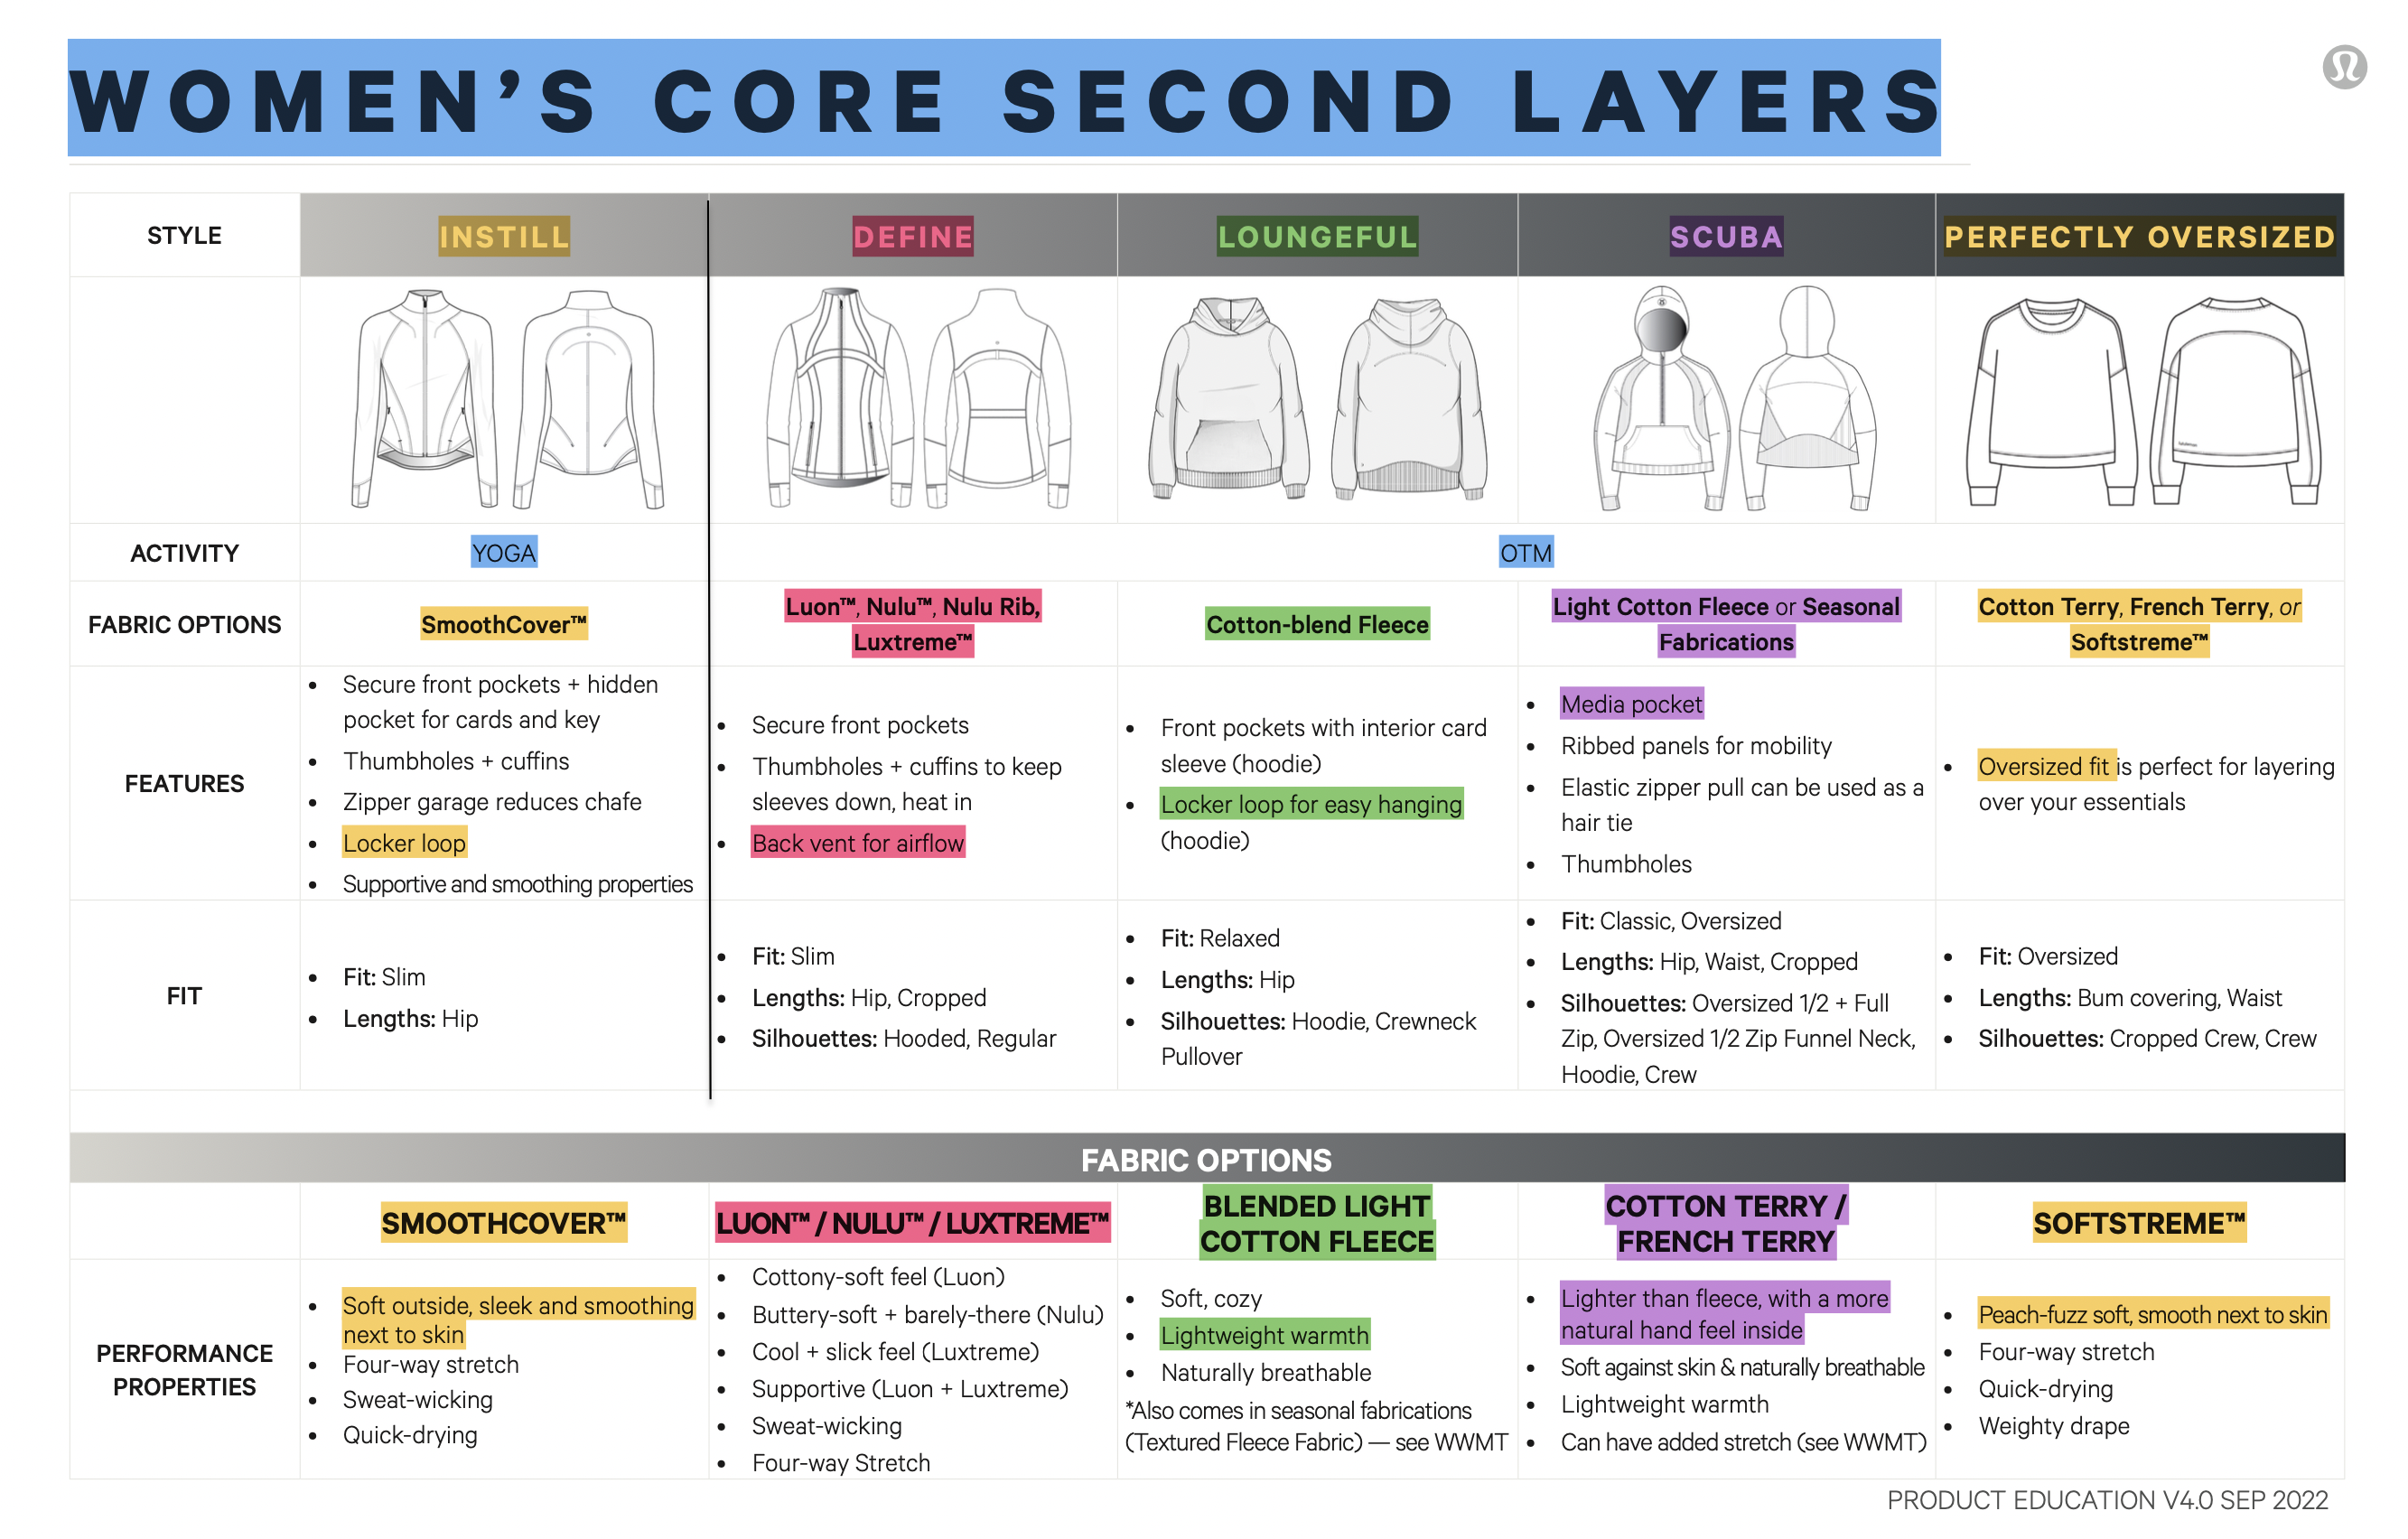 WOMEN’S CORE SECOND LAYERS
STYLE
INSTILL
DEFINE
LOUNGEFUL
SCUBA
PERFECTLY OVERSIZED
ACTIVITY
YOGA
OTM
FABRIC OPTIONS
SmoothCover™
Luon™, Nulu™, Nulu Rib,
Luxtreme™
Cotton-blend Fleece
Light Cotton Fleece or Seasonal
Fabrications
Cotton Terry, French Terry, or
Softstreme™
FEATURES
• Secure front pockets + hidden
pocket for cards and key
• Thumbholes + cuffins
• Zipper garage reduces chafe
• Locker loop
• Supportive and smoothing properties
• Secure front pockets
• Thumbholes + cuffins to keep
sleeves down, heat in
• Back vent for airflow
• Front pockets with interior card
sleeve (hoodie)
• Locker loop for easy hanging
(hoodie)
• Media pocket
• Ribbed panels for mobility
• Elastic zipper pull can be used as a
hair tie
• Thumbholes
• Oversized fit is perfect for layering
over your essentials
FIT
• Fit: Slim
• Lengths: Hip
• Fit: Slim
• Lengths: Hip, Cropped
• Silhouettes: Hooded, Regular
• Fit: Relaxed
• Lengths: Hip
• Silhouettes: Hoodie, Crewneck
Pullover
• Fit: Classic, Oversized
• Lengths: Hip, Waist, Cropped
• Silhouettes: Oversized 1/2 + Full
Zip, Oversized 1/2 Zip Funnel Neck,
Hoodie, Crew
• Fit: Oversized
• Lengths: Bum covering, Waist
• Silhouettes: Cropped Crew, Crew
FABRIC OPTIONS
SMOOTHCOVER™
LUON™ / NULU™ / LUXTREME™
BLENDED LIGHT
COTTON FLEECE
COTTON TERRY /
FRENCH TERRY
SOFTSTREME™
PERFORMANCE
PROPERTIES
• Soft outside, sleek and smoothing
next to skin
• Four-way stretch
• Sweat-wicking
• Quick-drying
• Cottony-soft feel (Luon)
• Buttery-soft + barely-there (Nulu)
• Cool + slick feel (Luxtreme)
• Supportive (Luon + Luxtreme)
• Sweat-wicking
• Four-way Stretch
• Soft, cozy
• Lightweight warmth
• Naturally breathable
*Also comes in seasonal fabrications
(Textured Fleece Fabric) — see WWMT
• Lighter than fleece, with a more
natural hand feel inside
• Soft against skin & naturally breathable
• Lightweight warmth
• Can have added stretch (see WWMT)
• Peach-fuzz soft, smooth next to skin
• Four-way stretch
• Quick-drying
• Weighty drape
PRODUCT EDUCATION V4.0 SEP 2022